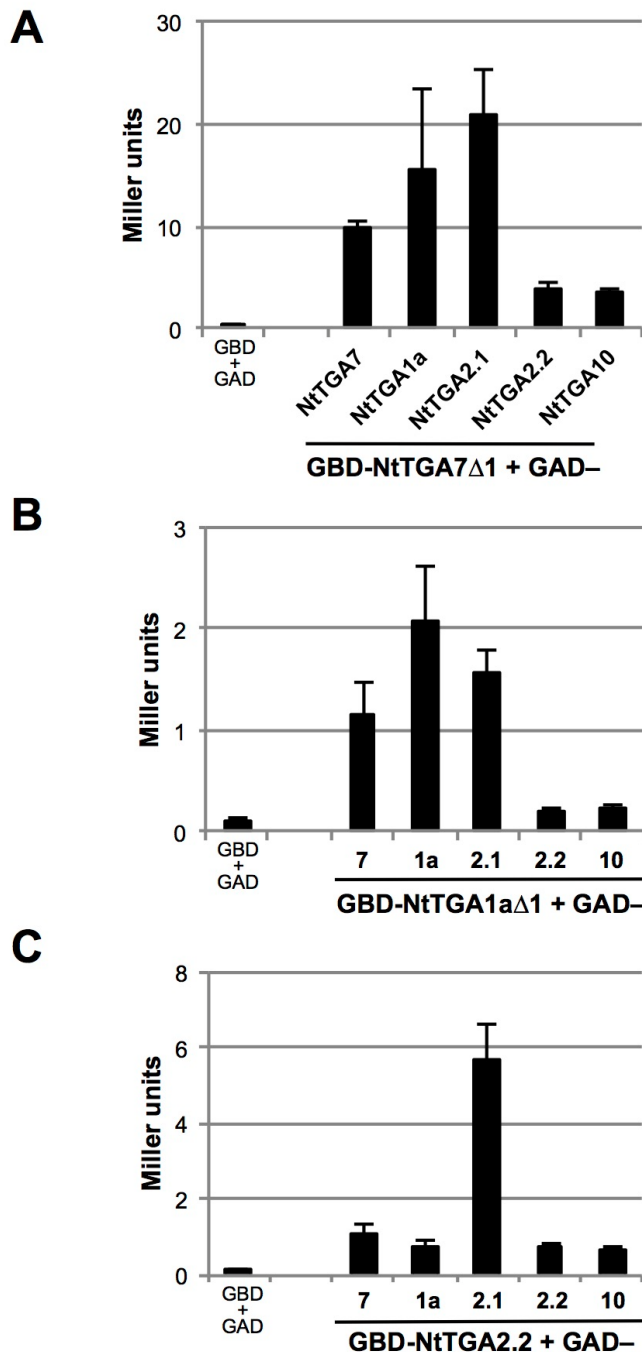 A
30
20
10
0
Miller units
GBD
+
GAD
NtTGA7
NtTGA1a
NtTGA2.1
NtTGA2.2
NtTGA10
GBD-NtTGA7Δ1 + GAD–
B
3
2
1
0
Miller units
GBD
+
GAD
7 1a 2.1 2.2 10
GBD-NtTGA1aΔ1 + GAD–
C
8
6
4
2
0
Miller units
GBD
+
GAD
7 1a 2.1 2.2 10
GBD-NtTGA2.2 + GAD–